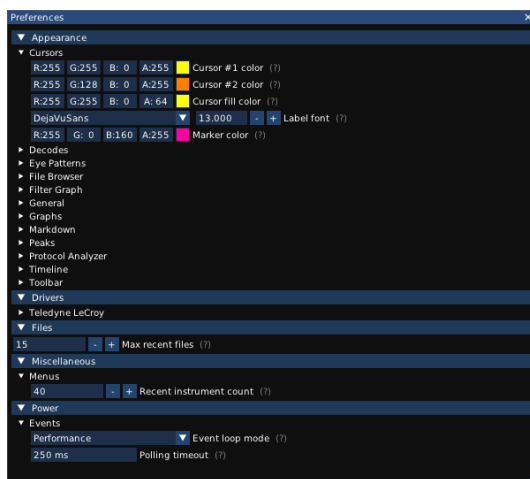 Preferences
Appearance
Cursors
R:255 G:255 B: 0 A:255 Cursor #1 color (?)
R:255 G:128 B: 0 A:255 Cursor #2 color (?)
R:255 G:255 B: 0 A: 64 Cursor fill color (?)
DejaVuSans 13.000 - + Label font (?)
R:255 G: 0 B:160 A:255 Marker color (?)
Decodes
Eye Patterns
File Browser
Filter Graph
General
Graphs
Markdown
Peaks
Protocol Analyzer
Timeline
Toolbar
Drivers
Teledyne LeCroy
Files
15 - + Max recent files (?)
Miscellaneous
Menus
40 - + Recent instrument count (?)
Power
Events
Performance Event loop mode (?)
250 ms Polling timeout (?)